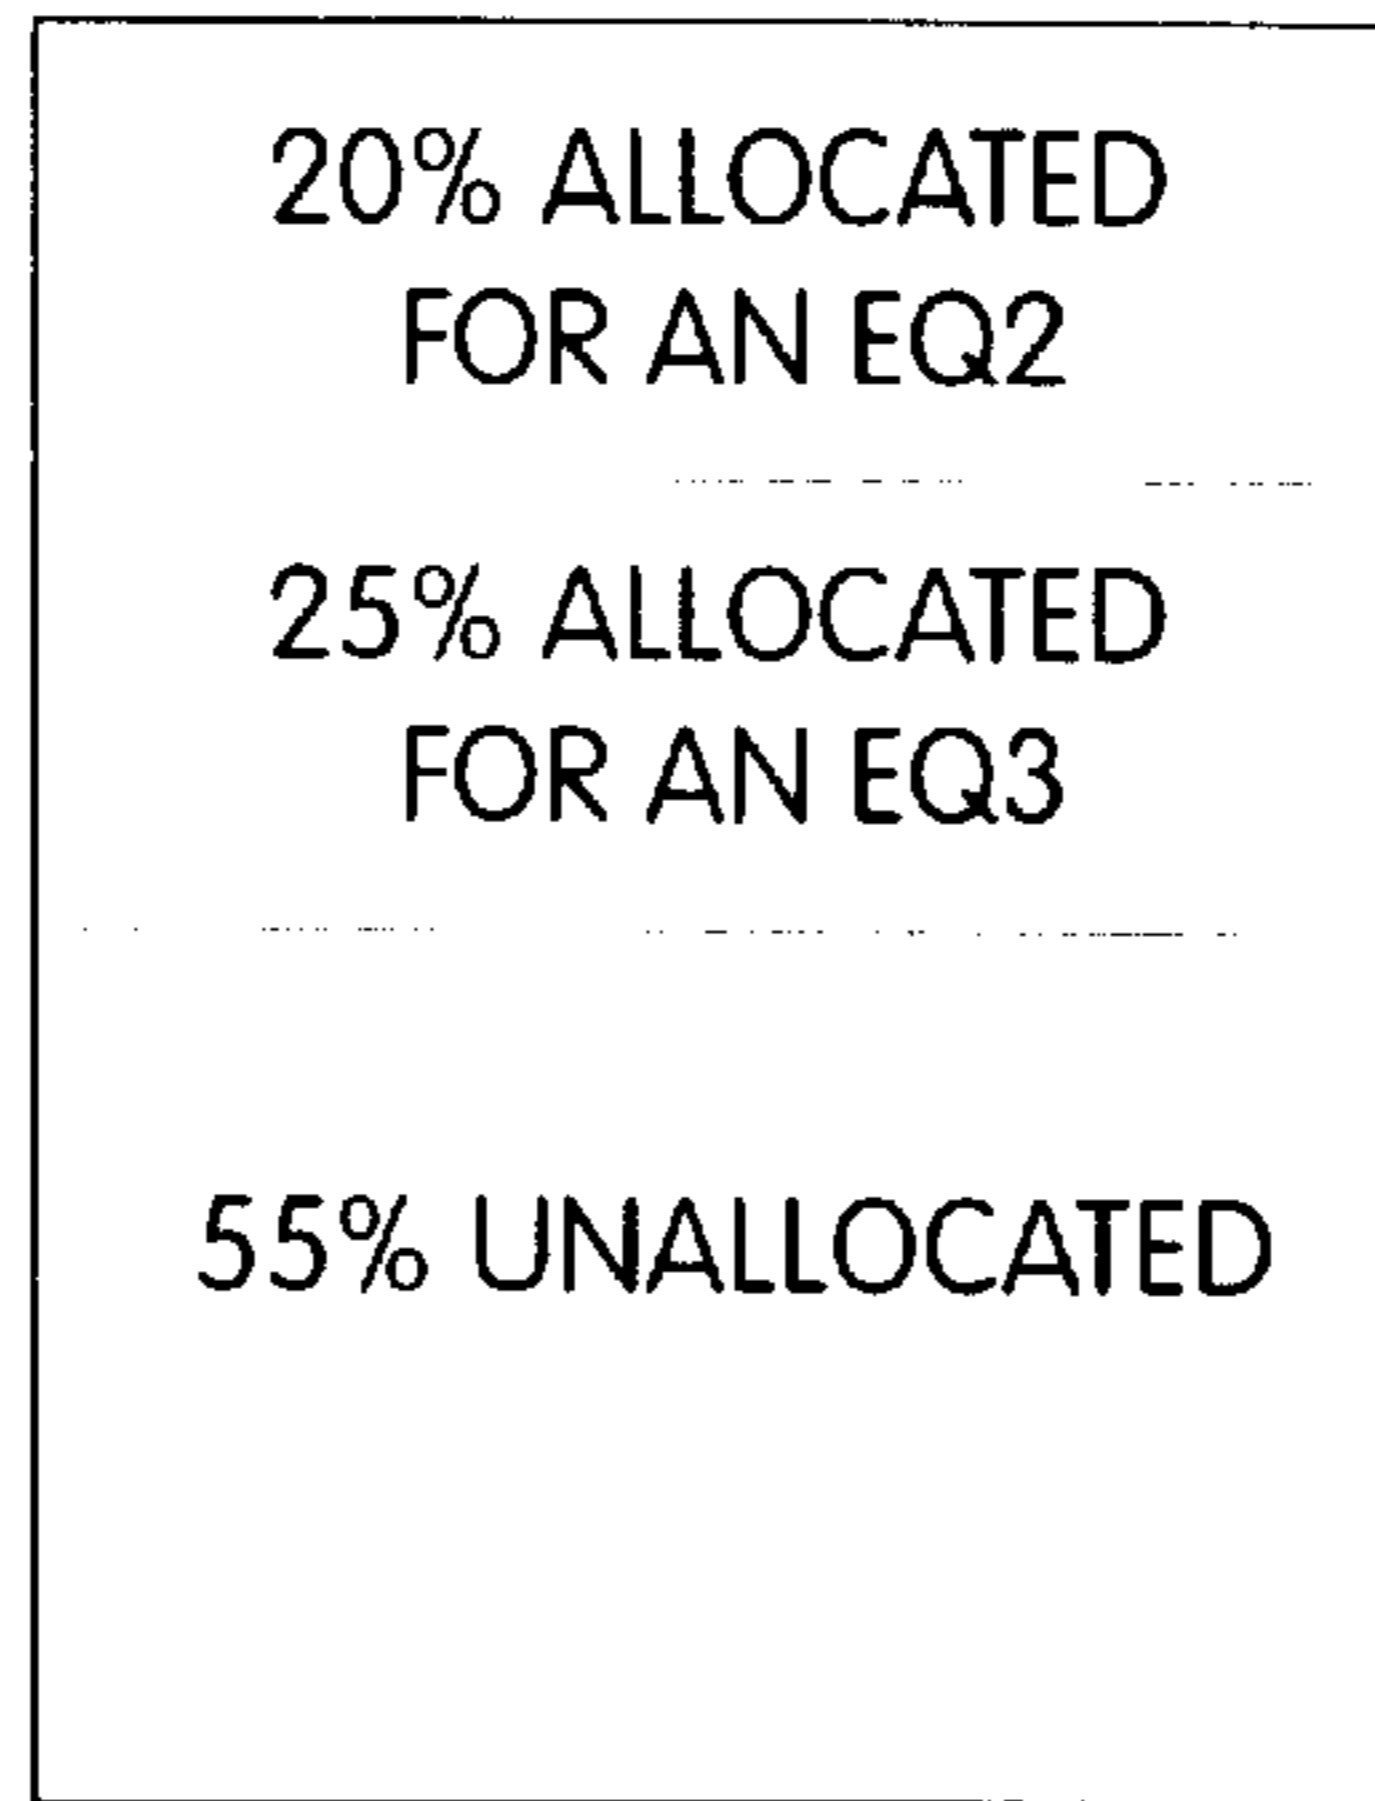 20% ALLOCATED
FOR AN EQ2
25% ALLOCATED
FOR AN EQ3
55% UNALLOCATED